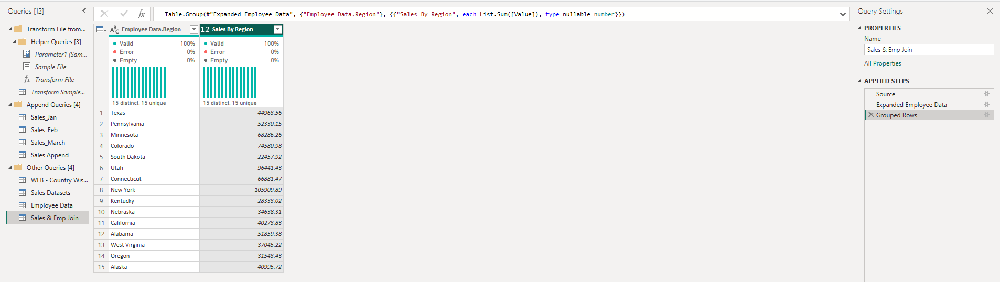 Queries [12]
Transform File from...
Helper Queries [3]
Parameter1 (Sam...
Sample File
fx Transform File
Transform Sample...
Append Queries [4]
Sales_Jan
Sales_Feb
Sales_March
Sales Append
Other Queries [4]
WEB - Country Wis...
Sales Datasets
Employee Data
Sales & Emp Join
fx = Table.Group(#"Expanded Employee Data", {"Employee Data.Region"}, {{"Sales By Region", each List.Sum([Value]), type nullable number}})
ABC Employee Data.Region 1.2 Sales By Region
Valid 100% Valid 100%
Error 0% Error 0%
Empty 0% Empty 0%
15 distinct, 15 unique 15 distinct, 15 unique
1 Texas 44963.56
2 Pennsylvania 52330.15
3 Minnesota 68286.26
4 Colorado 74580.98
5 South Dakota 22457.92
6 Utah 96441.43
7 Connecticut 66881.47
8 New York 105909.89
9 Kentucky 28333.02
10 Nebraska 34638.31
11 California 40273.83
12 Alabama 51859.38
13 West Virginia 37045.22
14 Oregon 31543.43
15 Alaska 40995.72
Query Settings
PROPERTIES
Name
Sales & Emp Join
All Properties
APPLIED STEPS
Source
Expanded Employee Data
Grouped Rows